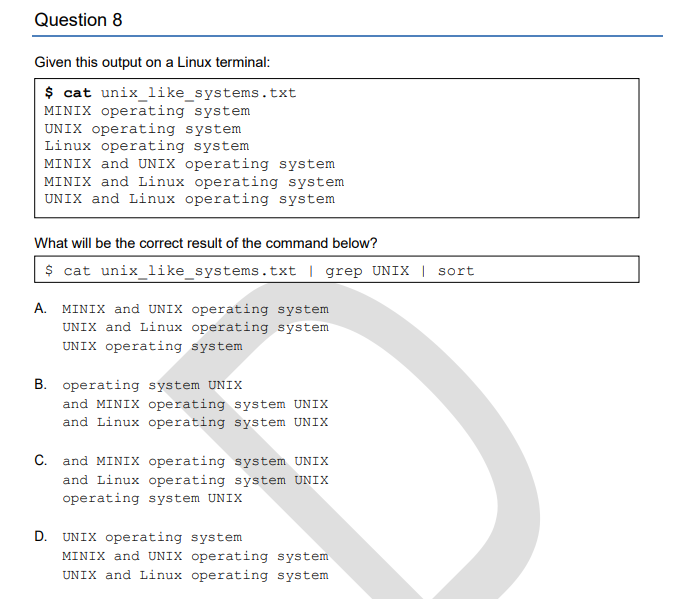 Question 8
Given this output on a Linux terminal:
$ cat unix_like_systems.txt
MINIX operating system
UNIX operating system
Linux operating system
MINIX and UNIX operating system
MINIX and Linux operating system
UNIX and Linux operating system
What will be the correct result of the command below?
$ cat unix_like_systems.txt | grep UNIX | sort
A. MINIX and UNIX operating system
UNIX and Linux operating system
UNIX operating system
B. operating system UNIX
and MINIX operating system UNIX
and Linux operating system UNIX
C. and MINIX operating system UNIX
and Linux operating system UNIX
operating system UNIX
D. UNIX operating system
MINIX and UNIX operating system
UNIX and Linux operating system